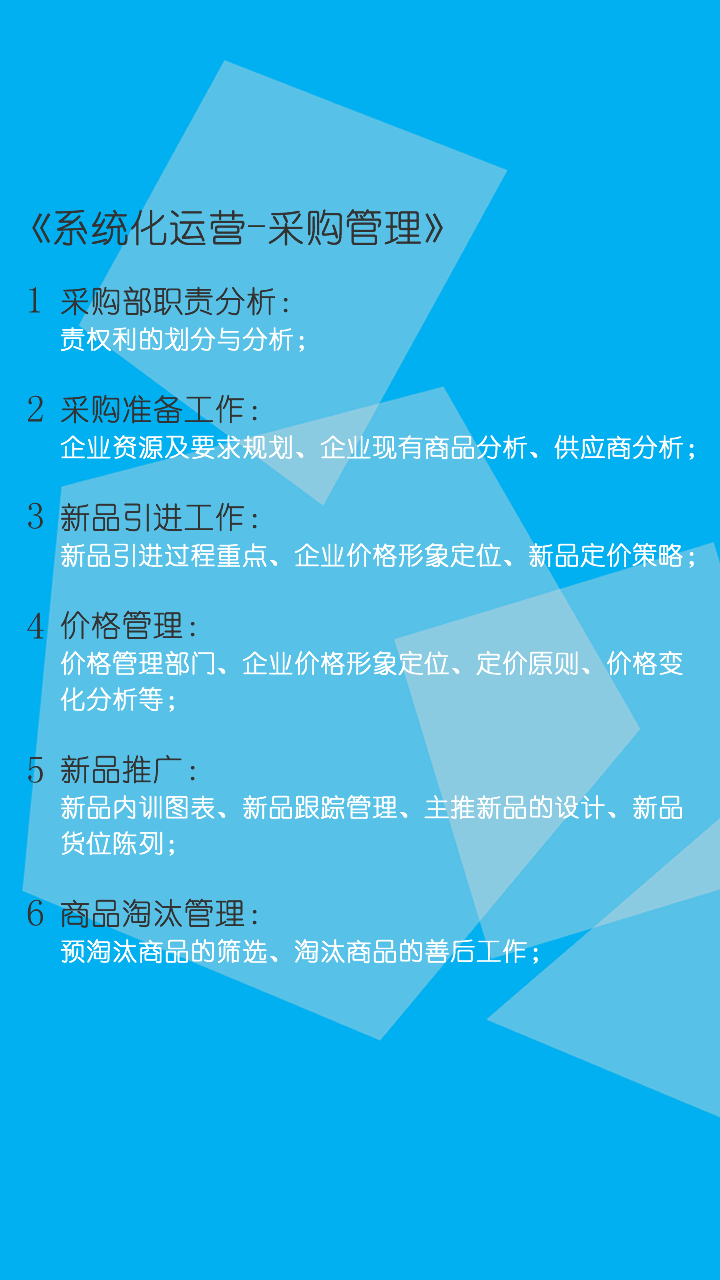 《系统化运营-采购管理》
1 采购部职责分析：
责权利的划分与分析；
2 采购准备工作：
企业资源及要求规划、企业现有商品分析、供应商分析；
3 新品引进工作：
新品引进过程重点、企业价格形象定位、新品定价策略；
4 价格管理：
价格管理部门、企业价格形象定位、定价原则、价格变
化分析等；
5 新品推广：
新品内训图表、新品跟踪管理、主推新品的设计、新品
货位陈列；
6 商品淘汰管理：
预淘汰商品的筛选、淘汰商品的善后工作；